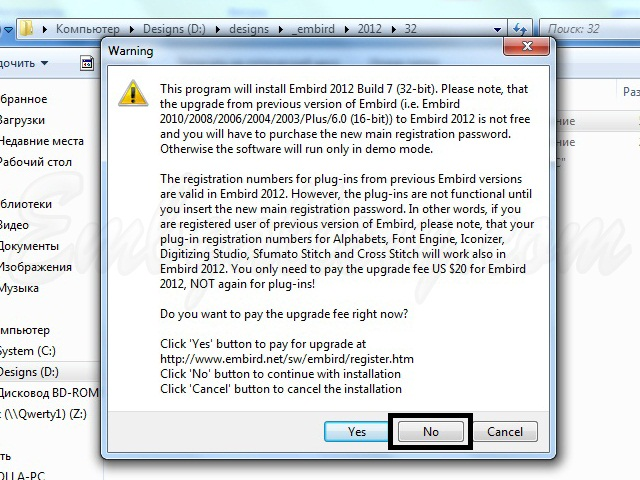 Компьютер ▸ Designs (D:) ▸ designs ▸ _embird ▸ 2012 ▸ 32
Поиск: 32
Warning
This program will install Embird 2012 Build 7 (32-bit). Please note, that
the upgrade from previous version of Embird (i.e. Embird
2010/2008/2006/2004/2003/Plus/6.0 (16-bit)) to Embird 2012 is not free
and you will have to purchase the new main registration password.
Otherwise the software will run only in demo mode.
The registration numbers for plug-ins from previous Embird versions
are valid in Embird 2012. However, the plug-ins are not functional until
you insert the new main registration password. In other words, if you
are registered user of previous version of Embird, please note, that your
plug-in registration numbers for Alphabets, Font Engine, Iconizer,
Digitizing Studio, Sfumato Stitch and Cross Stitch will work also in
Embird 2012. You only need to pay the upgrade fee US $20 for Embird
2012, NOT again for plug-ins!
Do you want to pay the upgrade fee right now?
Click 'Yes' button to pay for upgrade at
http://www.embird.net/sw/embird/register.htm
Click 'No' button to continue with installation
Click 'Cancel' button to cancel the installation
Yes No Cancel
дочить
бранное
Загрузки
Недавние места
Рабочий стол
блиотеки
Видео
Документы
Изображения
Музыка
мпьютер
System (C:)
Designs (D:)
Дисковод BD-ROM
(\\Qwerty1) (Z:)
ть
OLLA-PC
Раз
ние
ние